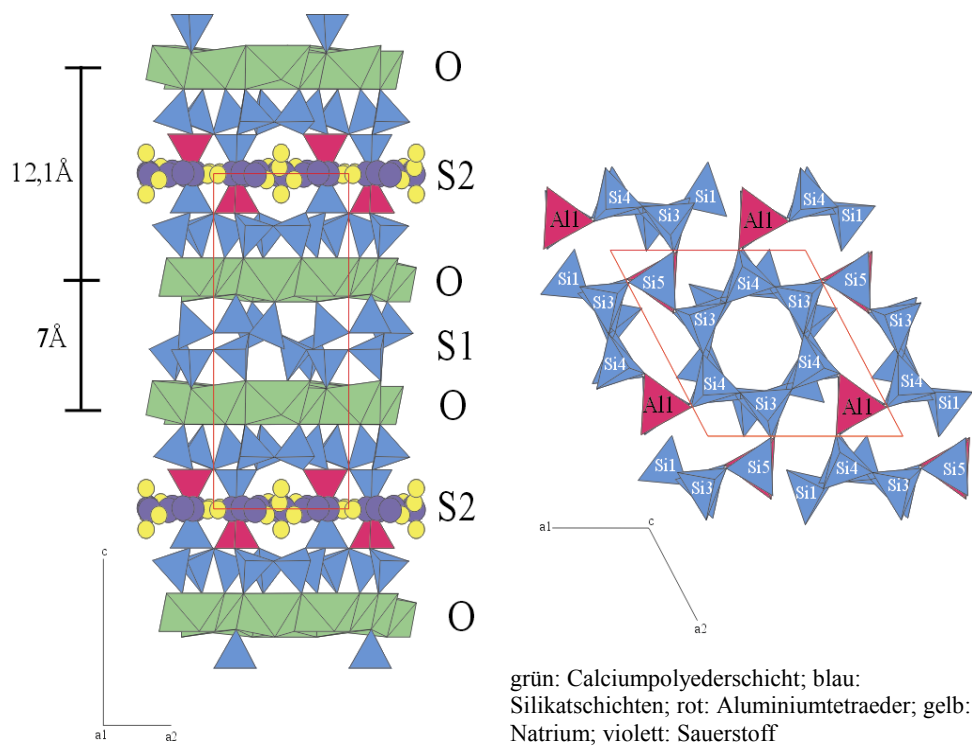 O
12,1Å
S2
O
7Å
S1
O
S2
O
c
a1
a2
Si4
Si1
Al1
Si3
Al1
Si4
Si1
Si1
Si3
Si5
Si4
Si3
Si5
Si3
Si3
Si4
Si4
Si4
Si4
Al1
Si3
Al1
Si1
Si1
Si3
Si5
Si4
Si1
Si3
Si5
a1
c
a2
grün: Calciumpolyederschicht; blau:
Silikatschichten; rot: Aluminiumtetraeder; gelb:
Natrium; violett: Sauerstoff